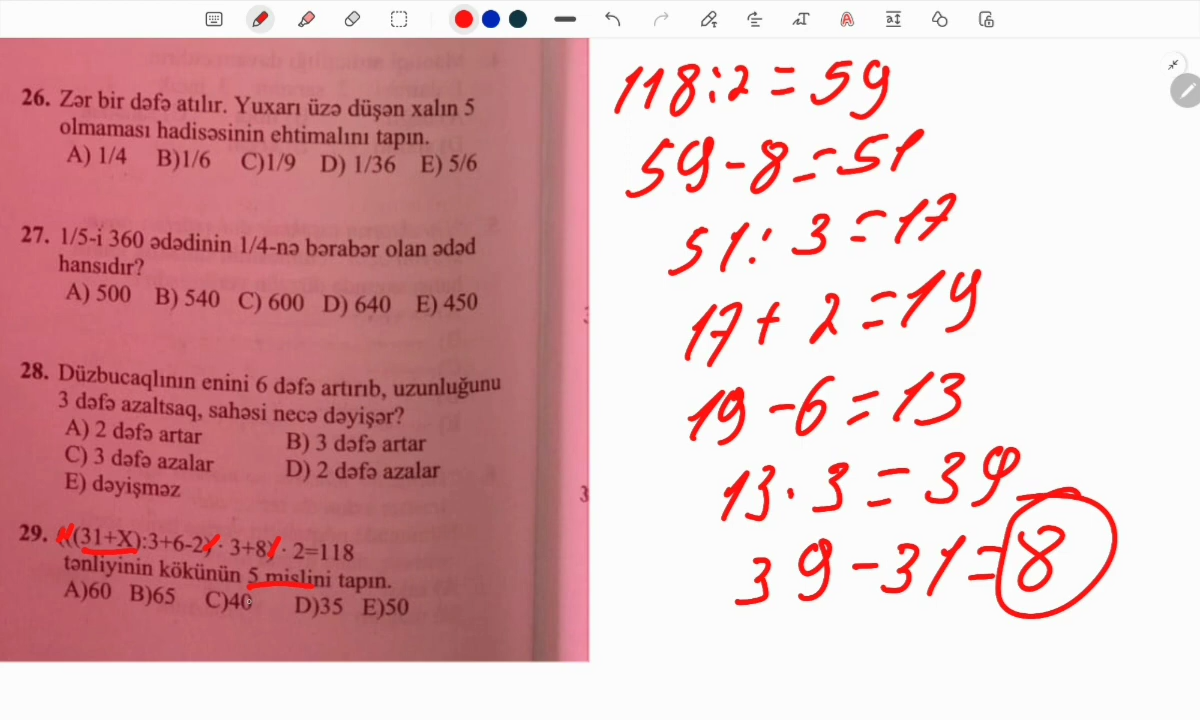 26. Zər bir dəfə atılır. Yuxarı üzə düşən xalın 5
olmaması hadisəsinin ehtimalını tapın.
A) 1/4 B)1/6 C)1/9 D) 1/36 E) 5/6
27. 1/5-i 360 ədədinin 1/4-nə bərabər olan ədəd
hansıdır?
A) 500 B) 540 C) 600 D) 640 E) 450
28. Düzbucaqlının enini 6 dəfə artırıb, uzunluğunu
3 dəfə azaltsaq, sahəsi necə dəyişər?
A) 2 dəfə artar B) 3 dəfə artar
C) 3 dəfə azalar D) 2 dəfə azalar
E) dəyişməz
29. (((31+X):3+6-2) · 3+8) · 2=118
tənliyinin kökünün 5 mislini tapın.
A)60 B)65 C)40 D)35 E)50
118:2=59
59-8=51
51:3=17
17+2=19
19-6=13
13·3=39
39-31=8